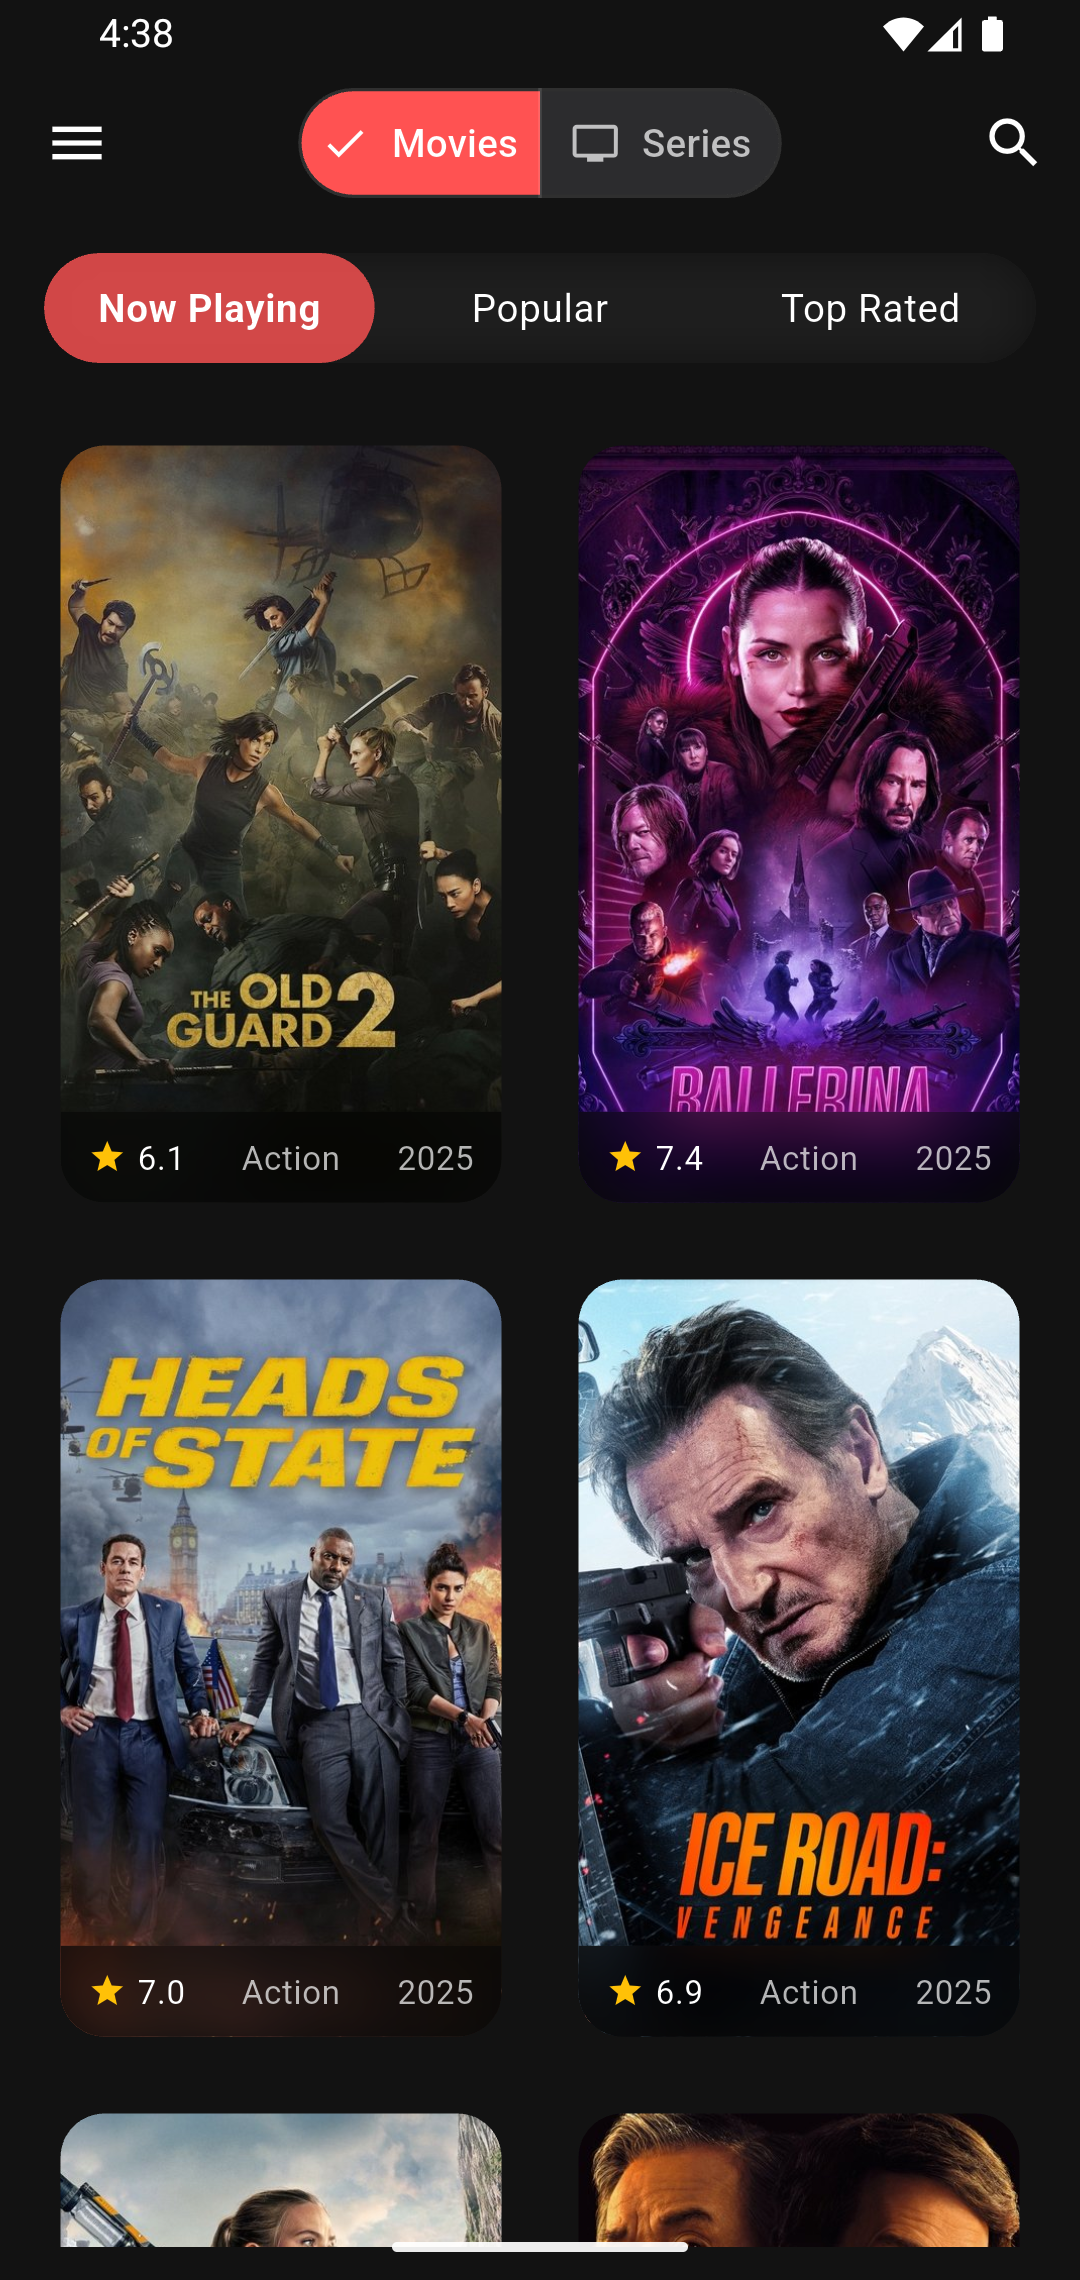 4:38
Movies
Series
Now Playing
Popular
Top Rated
THE OLD
GUARD 2
BALLERINA
6.1 Action 2025
7.4 Action 2025
HEADS
OF STATE
ICE ROAD:
VENGEANCE
7.0 Action 2025
6.9 Action 2025